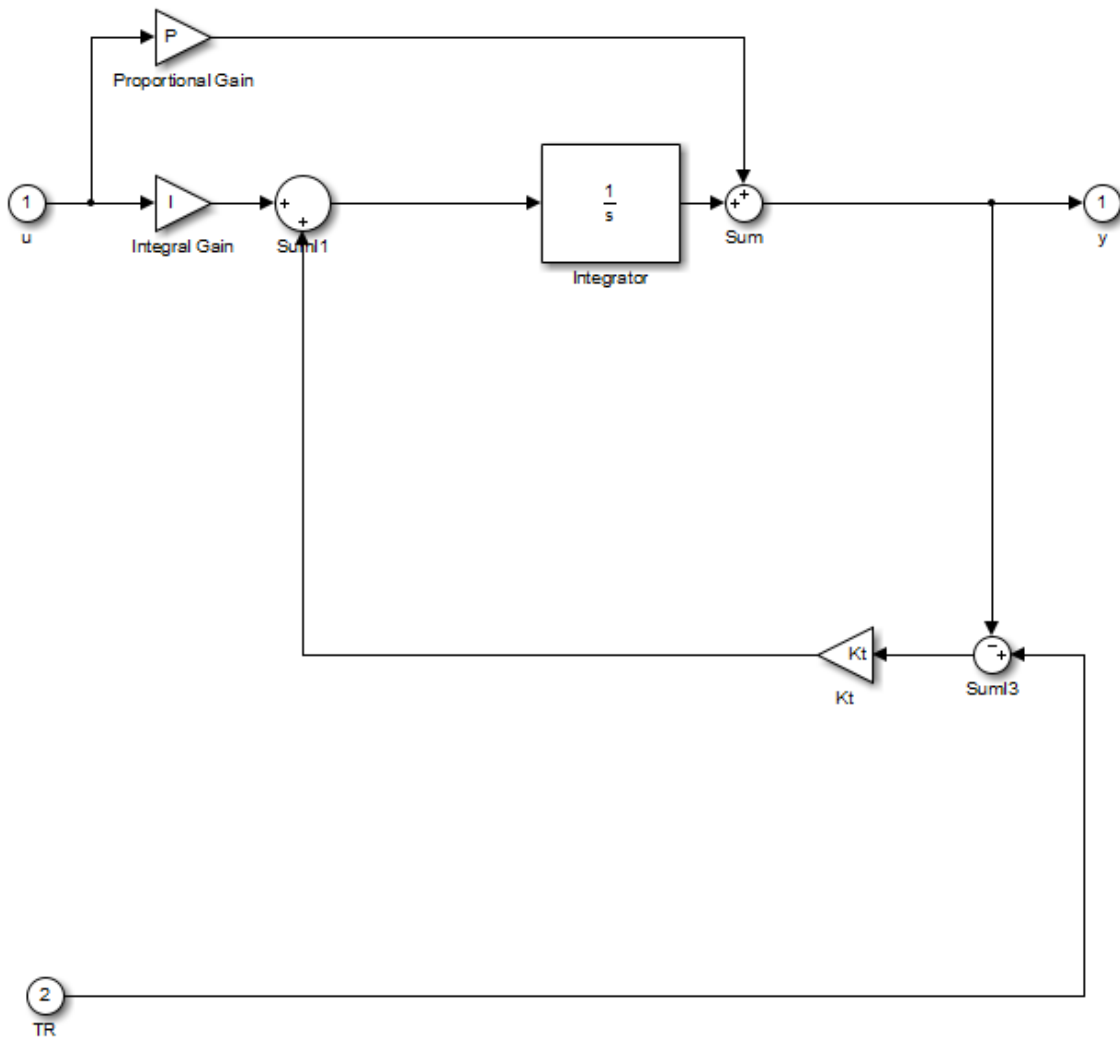 P
Proportional Gain
1
u
I
Integral Gain
+
+
SumI1
1
s
Integrator
+
+
Sum
1
y
Kt
Kt
−
+
SumI3
2
TR